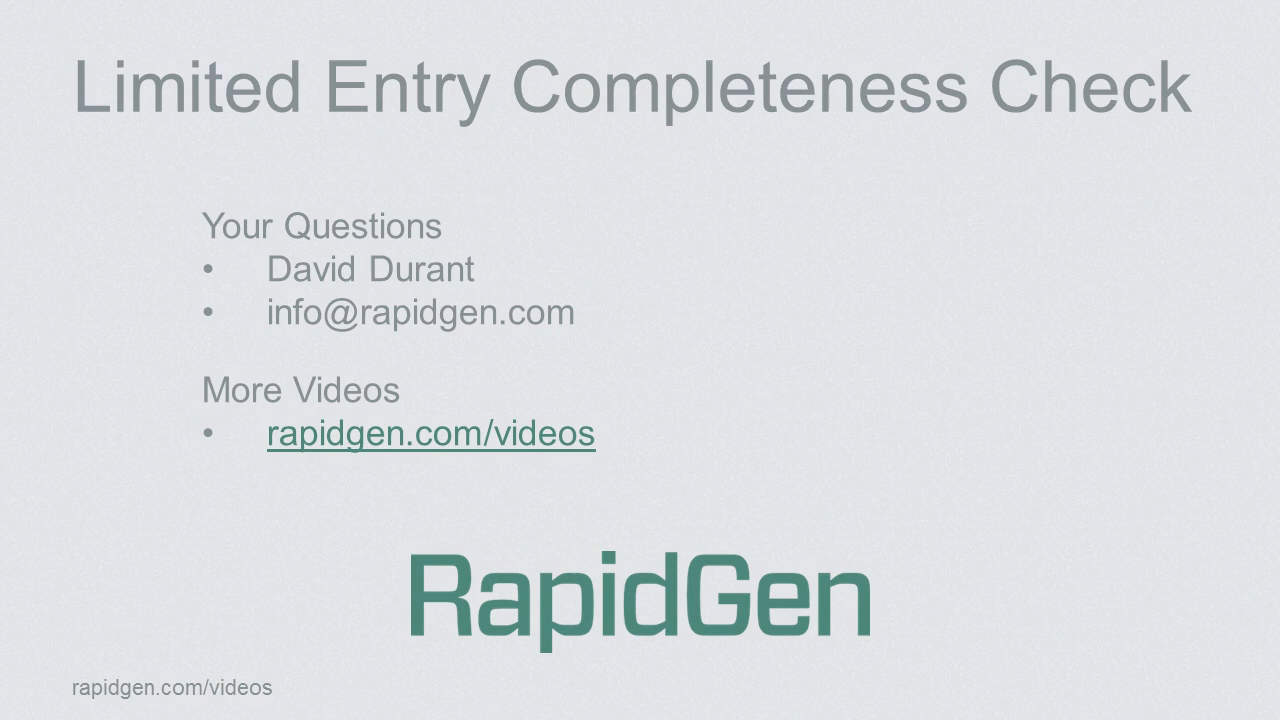 Limited Entry Completeness Check
Your Questions
• David Durant
• info@rapidgen.com
More Videos
• rapidgen.com/videos
RapidGen
rapidgen.com/videos